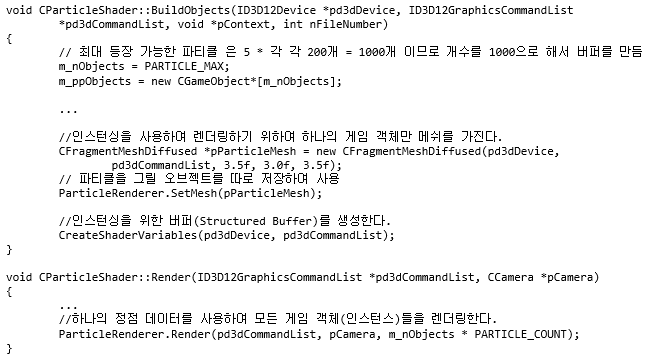 void CParticleShader::BuildObjects(ID3D12Device *pd3dDevice, ID3D12GraphicsCommandList
*pd3dCommandList, void *pContext, int nFileNumber)
{
// 최대 등장 가능한 파티클 은 5 * 각 각 200개 = 1000개 이므로 개수를 1000으로 해서 버퍼를 만듬
m_nObjects = PARTICLE_MAX;
m_ppObjects = new CGameObject*[m_nObjects];
...
//인스턴싱을 사용하여 렌더링하기 위하여 하나의 게임 객체만 메쉬를 가진다.
CFragmentMeshDiffused *pParticleMesh = new CFragmentMeshDiffused(pd3dDevice,
pd3dCommandList, 3.5f, 3.0f, 3.5f);
// 파티클을 그릴 오브젝트를 따로 저장하여 사용
ParticleRenderer.SetMesh(pParticleMesh);
//인스턴싱을 위한 버퍼(Structured Buffer)를 생성한다.
CreateShaderVariables(pd3dDevice, pd3dCommandList);
}
void CParticleShader::Render(ID3D12GraphicsCommandList *pd3dCommandList, CCamera *pCamera)
{
...
//하나의 정점 데이터를 사용하여 모든 게임 객체(인스턴스)들을 렌더링한다.
ParticleRenderer.Render(pd3dCommandList, pCamera, m_nObjects * PARTICLE_COUNT);
}